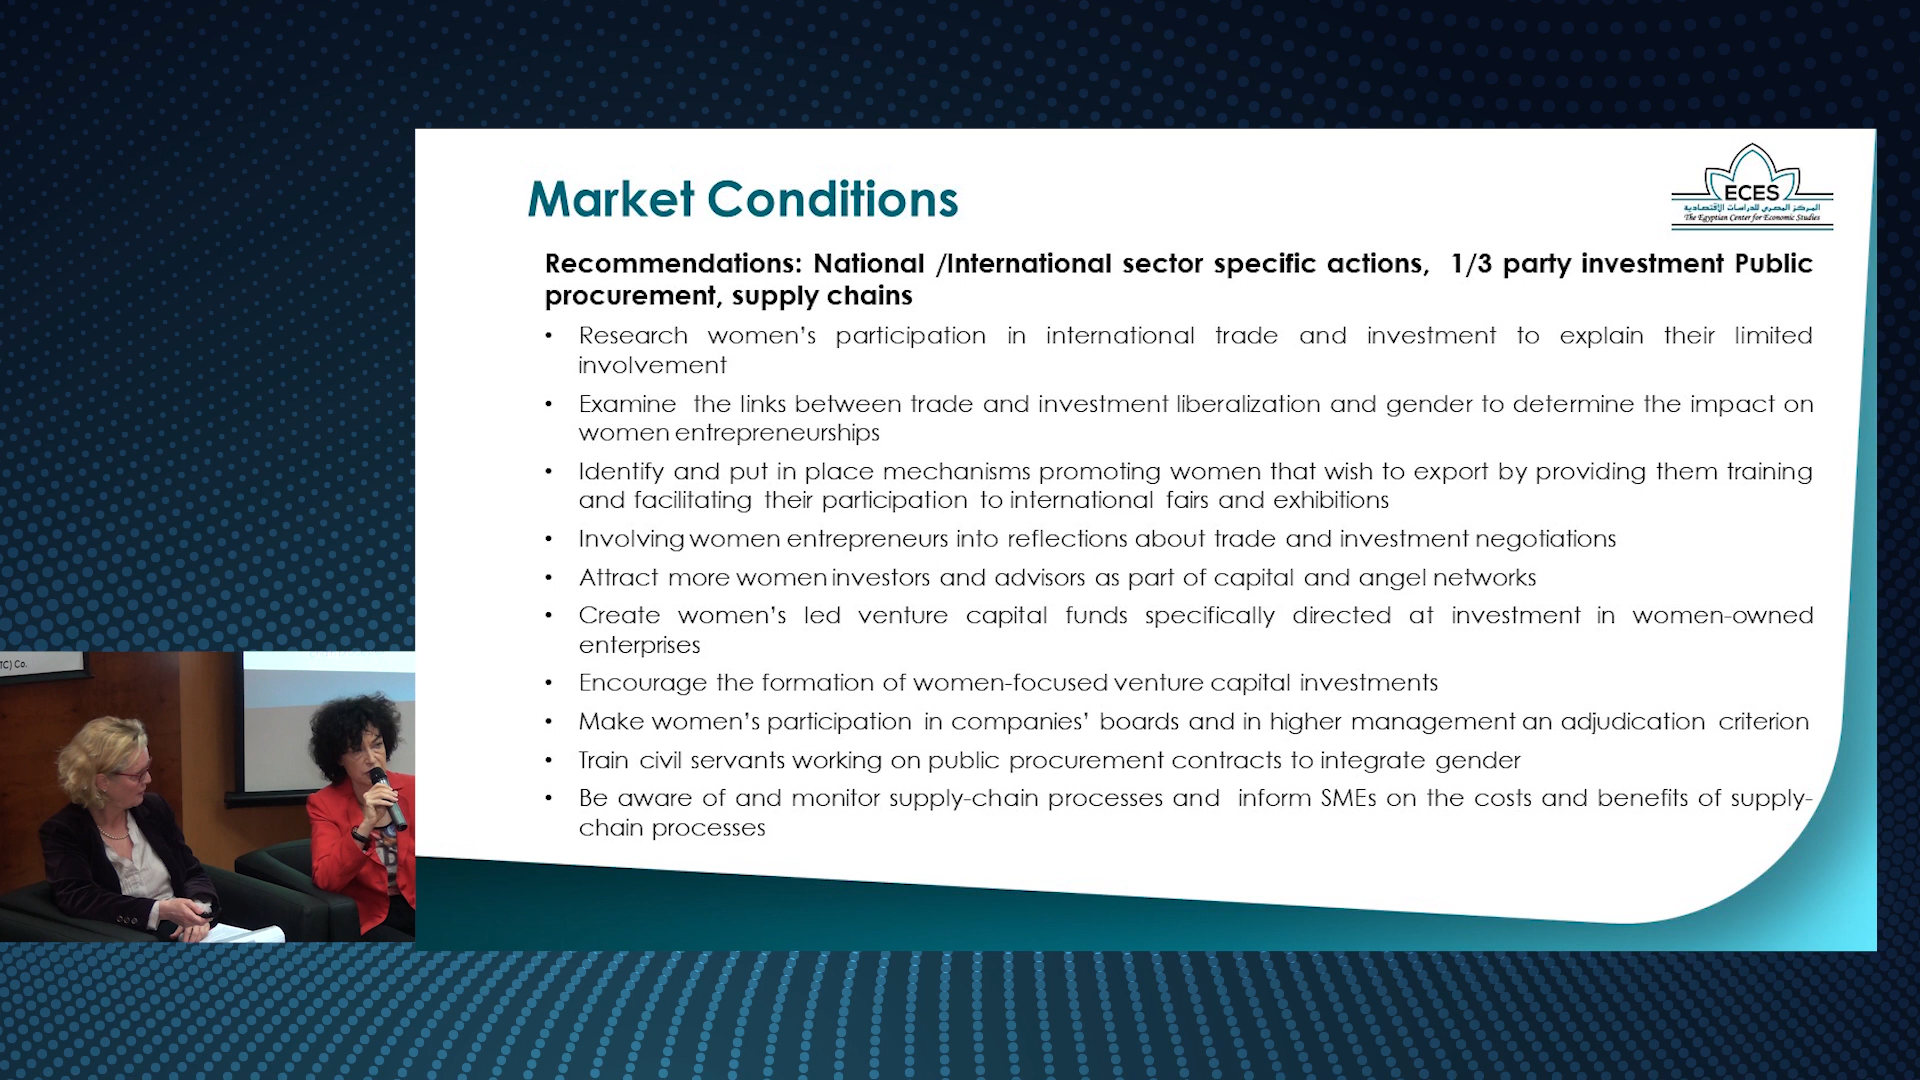 Market Conditions
ECES
المركز المصري للدراسات الاقتصادية
The Egyptian Center for Economic Studies
Recommendations: National /International sector specific actions, 1/3 party investment Public
procurement, supply chains
• Research women's participation in international trade and investment to explain their limited
involvement
• Examine the links between trade and investment liberalization and gender to determine the impact on
women entrepreneurships
• Identify and put in place mechanisms promoting women that wish to export by providing them training
and facilitating their participation to international fairs and exhibitions
• Involving women entrepreneurs into reflections about trade and investment negotiations
• Attract more women investors and advisors as part of capital and angel networks
• Create women's led venture capital funds specifically directed at investment in women-owned
enterprises
• Encourage the formation of women-focused venture capital investments
• Make women's participation in companies' boards and in higher management an adjudication criterion
• Train civil servants working on public procurement contracts to integrate gender
• Be aware of and monitor supply-chain processes and inform SMEs on the costs and benefits of supply-
chain processes
TC) Co.